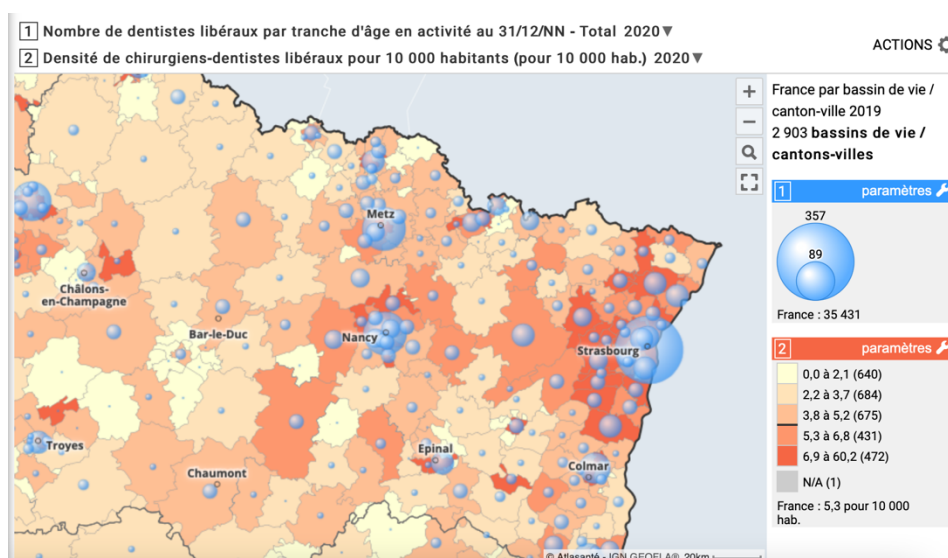 1 Nombre de dentistes libéraux par tranche d'âge en activité au 31/12/NN - Total 2020▼
2 Densité de chirurgiens-dentistes libéraux pour 10 000 habitants (pour 10 000 hab.) 2020▼
ACTIONS
Metz
Châlons-
en-Champagne
Bar-le-Duc
Nancy
Strasbourg
Troyes
Epinal
Chaumont
Colmar
© Atlasanté - IGN GEOFLA® 20km
+
−
France par bassin de vie /
canton-ville 2019
2 903 bassins de vie /
cantons-villes
1 paramètres
357
89
France : 35 431
2 paramètres
0,0 à 2,1 (640)
2,2 à 3,7 (684)
3,8 à 5,2 (675)
5,3 à 6,8 (431)
6,9 à 60,2 (472)
N/A (1)
France : 5,3 pour 10 000
hab.